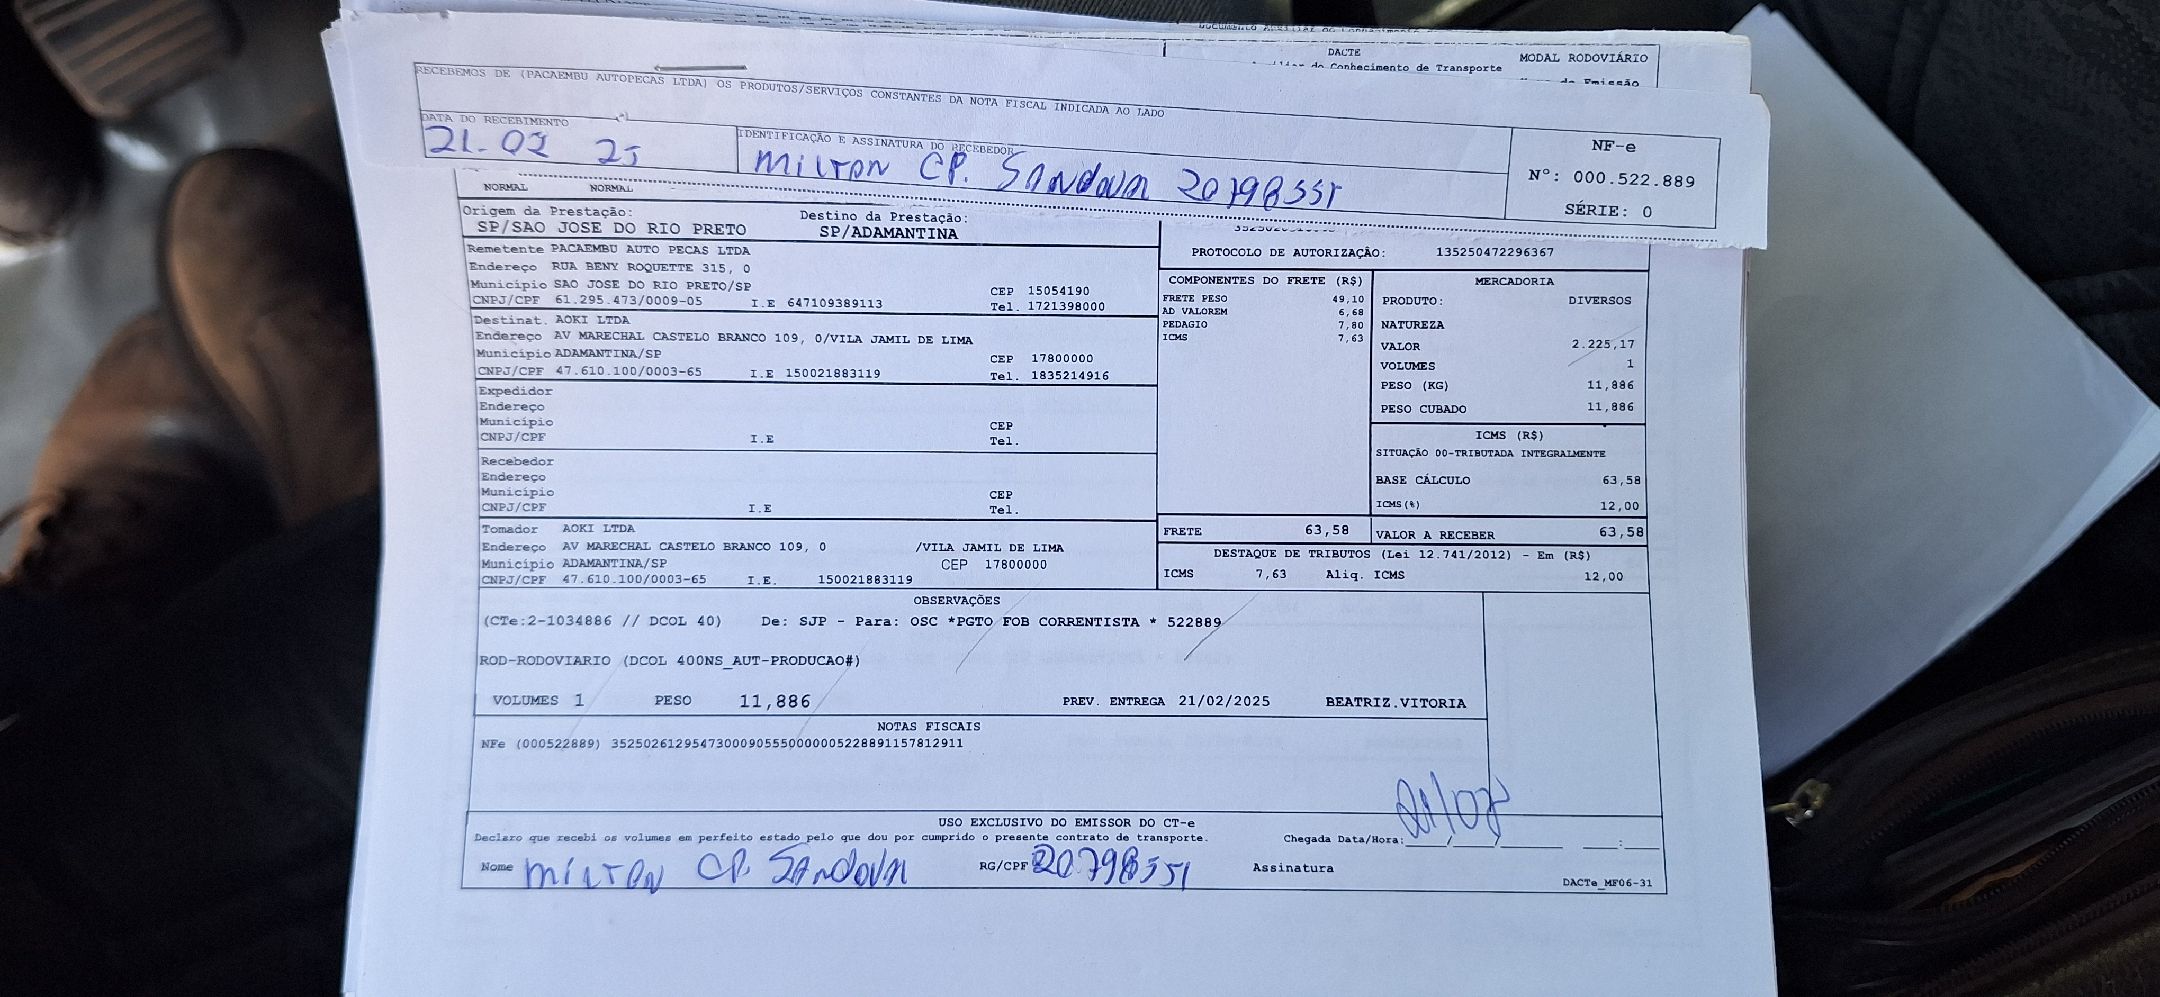 DACTE
MODAL RODOVIÁRIO
do Conhecimento de Transporte
RECEBEMOS DE (PACAEMBU AUTOPECAS LTDA) OS PRODUTOS/SERVIÇOS CONSTANTES DA NOTA FISCAL INDICADA AO LADO
DATA DO RECEBIMENTO
21.02 25
IDENTIFICAÇÃO E ASSINATURA DO RECEBEDOR
MILTON CP. SANDOVA 20798551
NF-e
Nº: 000.522.889
SÉRIE: 0
NORMAL NORMAL
Origem da Prestação:
SP/SAO JOSE DO RIO PRETO
Destino da Prestação:
SP/ADAMANTINA
PROTOCOLO DE AUTORIZAÇÃO: 135250472296367
Remetente PACAEMBU AUTO PECAS LTDA
Endereço RUA BENY ROQUETTE 315, 0
Município SAO JOSE DO RIO PRETO/SP CEP 15054190
CNPJ/CPF 61.295.473/0009-05 I.E 647109389113 Tel. 1721398000
Destinat. AOKI LTDA
Endereço AV MARECHAL CASTELO BRANCO 109, 0/VILA JAMIL DE LIMA
Município ADAMANTINA/SP CEP 17800000
CNPJ/CPF 47.610.100/0003-65 I.E 150021883119 Tel. 1835214916
Expedidor
Endereço
Município CEP
CNPJ/CPF I.E Tel.
Recebedor
Endereço
Município CEP
CNPJ/CPF I.E Tel.
Tomador AOKI LTDA
Endereço AV MARECHAL CASTELO BRANCO 109, 0 /VILA JAMIL DE LIMA
Município ADAMANTINA/SP CEP 17800000
CNPJ/CPF 47.610.100/0003-65 I.E. 150021883119
COMPONENTES DO FRETE (R$)
FRETE PESO 49,10
AD VALOREM 6,68
PEDAGIO 7,80
ICMS 7,63
MERCADORIA
PRODUTO: DIVERSOS
NATUREZA
VALOR 2.225,17
VOLUMES 1
PESO (KG) 11,886
PESO CUBADO 11,886
ICMS (R$)
SITUAÇÃO 00-TRIBUTADA INTEGRALMENTE
BASE CÁLCULO 63,58
ICMS(%) 12,00
FRETE 63,58
VALOR A RECEBER 63,58
DESTAQUE DE TRIBUTOS (Lei 12.741/2012) - Em (R$)
ICMS 7,63 Aliq. ICMS 12,00
OBSERVAÇÕES
(CTe:2-1034886 // DCOL 40) De: SJP - Para: OSC *PGTO FOB CORRENTISTA * 522889
ROD-RODOVIARIO (DCOL 400NS_AUT-PRODUCAO#)
VOLUMES 1 PESO 11,886 PREV. ENTREGA 21/02/2025 BEATRIZ.VITORIA
NOTAS FISCAIS
NFe (000522889) 35250261295473000905550000005228891157812911
USO EXCLUSIVO DO EMISSOR DO CT-e
Declaro que recebi os volumes em perfeito estado pelo que dou por cumprido o presente contrato de transporte. Chegada Data/Hora: 21/02
Nome MILTON CP. SANDOVA RG/CPF 20798551 Assinatura
DACTe_MF06-31